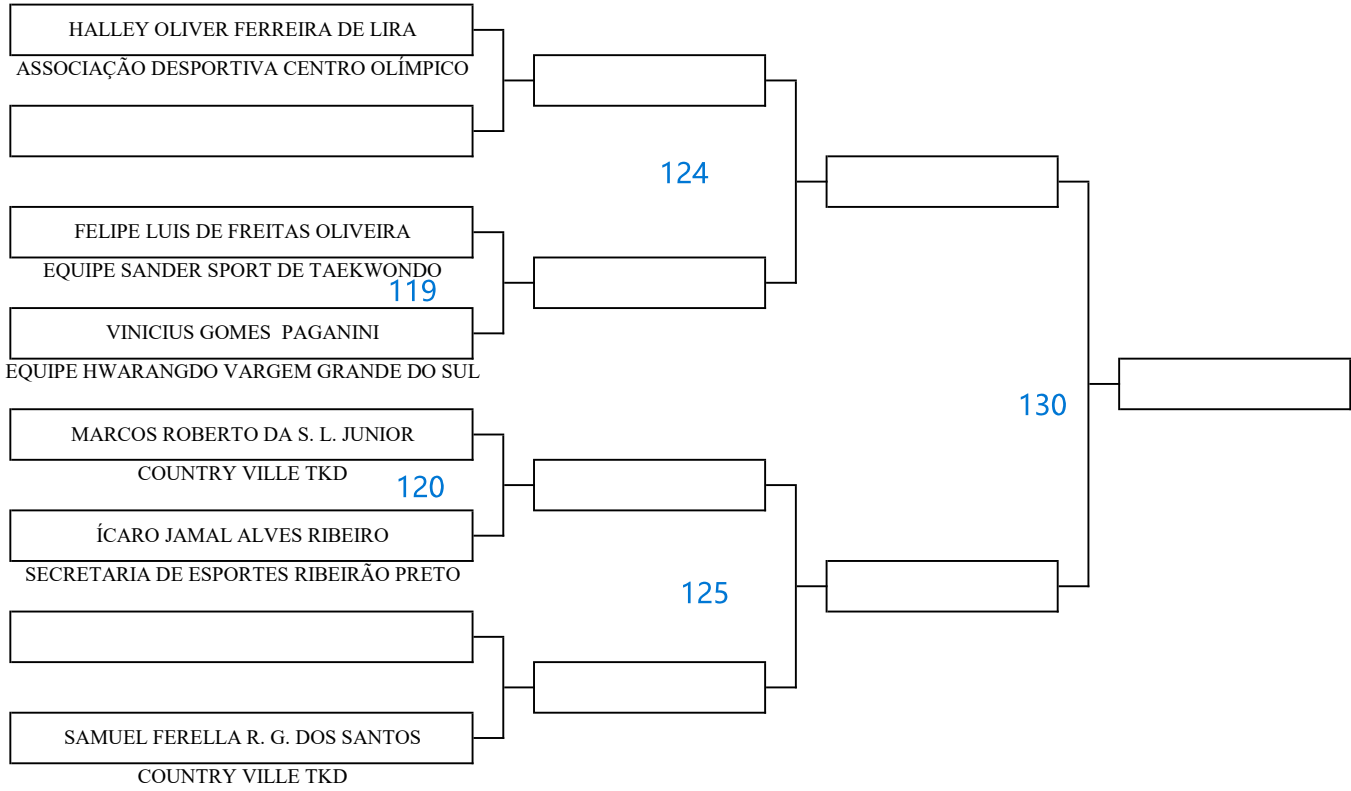 HALLEY OLIVER FERREIRA DE LIRA
ASSOCIAÇÃO DESPORTIVA CENTRO OLÍMPICO
124
FELIPE LUIS DE FREITAS OLIVEIRA
EQUIPE SANDER SPORT DE TAEKWONDO
119
VINICIUS GOMES PAGANINI
EQUIPE HWARANGDO VARGEM GRANDE DO SUL
130
MARCOS ROBERTO DA S. L. JUNIOR
COUNTRY VILLE TKD
120
ÍCARO JAMAL ALVES RIBEIRO
SECRETARIA DE ESPORTES RIBEIRÃO PRETO
125
SAMUEL FERELLA R. G. DOS SANTOS
COUNTRY VILLE TKD